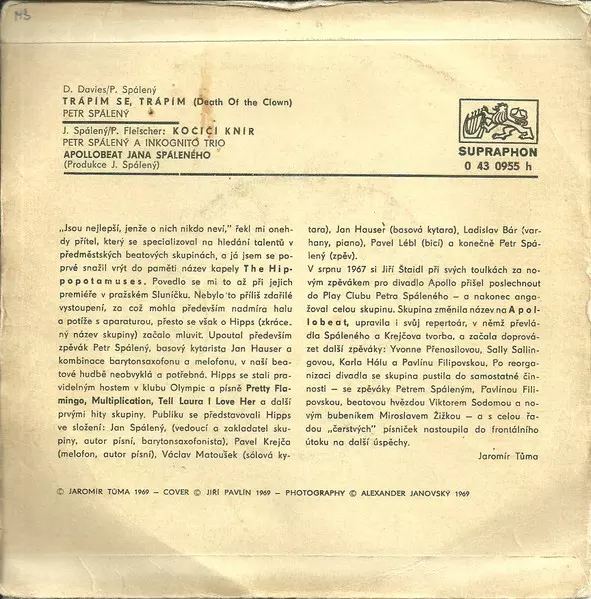 MS
D. Davies/P. Spálený
TRÁPÍM SE, TRÁPÍM (Death Of the Clown)
PETR SPÁLENÝ
J. Spálený/P. Fleischer: KOČIČÍ KNÍR
PETR SPÁLENÝ A INKOGNITO TRIO
APOLLOBEAT JANA SPÁLENÉHO
(Produkce J. Spálený)
SUPRAPHON
0 43 0955 h
„Jsou nejlepší, jenže o nich nikdo neví,” řekl mi oneh-
dy přítel, který se specializoval na hledání talentů v
předměstských beatových skupinách, a já jsem se po-
prvé snažil vrýt do paměti název kapely The Hip-
popotamuses. Povedlo se mi to až při jejich
premiéře v pražském Sluníčku. Nebylo to příliš zdařilé
vystoupení, za což mohla především nadmíra halu
a potíže s aparaturou, přesto se však o Hipps (zkráce-
ný název skupiny) začalo mluvit. Upoutal především
zpěvák Petr Spálený, basový kytarista Jan Hauser a
kombinace barytonsaxofonu a melofonu, v naší bea-
tové hudbě neobvyklá a potřebná. Hipps se stali pra-
videlným hostem v klubu Olympic a písně Pretty Fla-
mingo, Multiplication, Tell Laura I Love Her a další
prvými hity skupiny. Publiku se představovali Hipps
ve složení: Jan Spálený, (vedoucí a zakladatel sku-
piny, autor písní, barytonsaxofonista), Pavel Krejča
(melofon, autor písní), Václav Matoušek (sólová ky-
tara), Jan Hauser (basová kytara), Ladislav Bár (var-
hany, piano), Pavel Lébl (bicí) a konečně Petr Spá-
lený (zpěv).
V srpnu 1967 si Jiří Štaidl při svých toulkách za no-
vým zpěvákem pro divadlo Apollo přišel poslechnout
do Play Clubu Petra Spáleného – a nakonec anga-
žoval celou skupinu. Skupina změnila název na Apol-
lobeat, upravila i svůj repertoár, v němž převlá-
dla Spáleného a Krejčova tvorba, a začala doprová-
zet další zpěváky: Yvonne Přenosilovou, Sally Sallin-
govou, Karla Hálu a Pavlínu Filipovskou. Po reorga-
nizaci divadla se skupina pustila do samostatné čin-
nosti – se zpěváky Petrem Spáleným, Pavlínou Fili-
povskou, beatovou hvězdou Viktorem Sodomou a no-
vým bubeníkem Miroslavem Žižkou – a s celou řa-
dou „čerstvých” písniček nastoupila do frontálního
útoku na další úspěchy.
Jaromír Tůma
© JAROMÍR TŮMA 1969 – COVER © JIŘÍ PAVLÍN 1969 – PHOTOGRAPHY © ALEXANDER JANOVSKÝ 1969